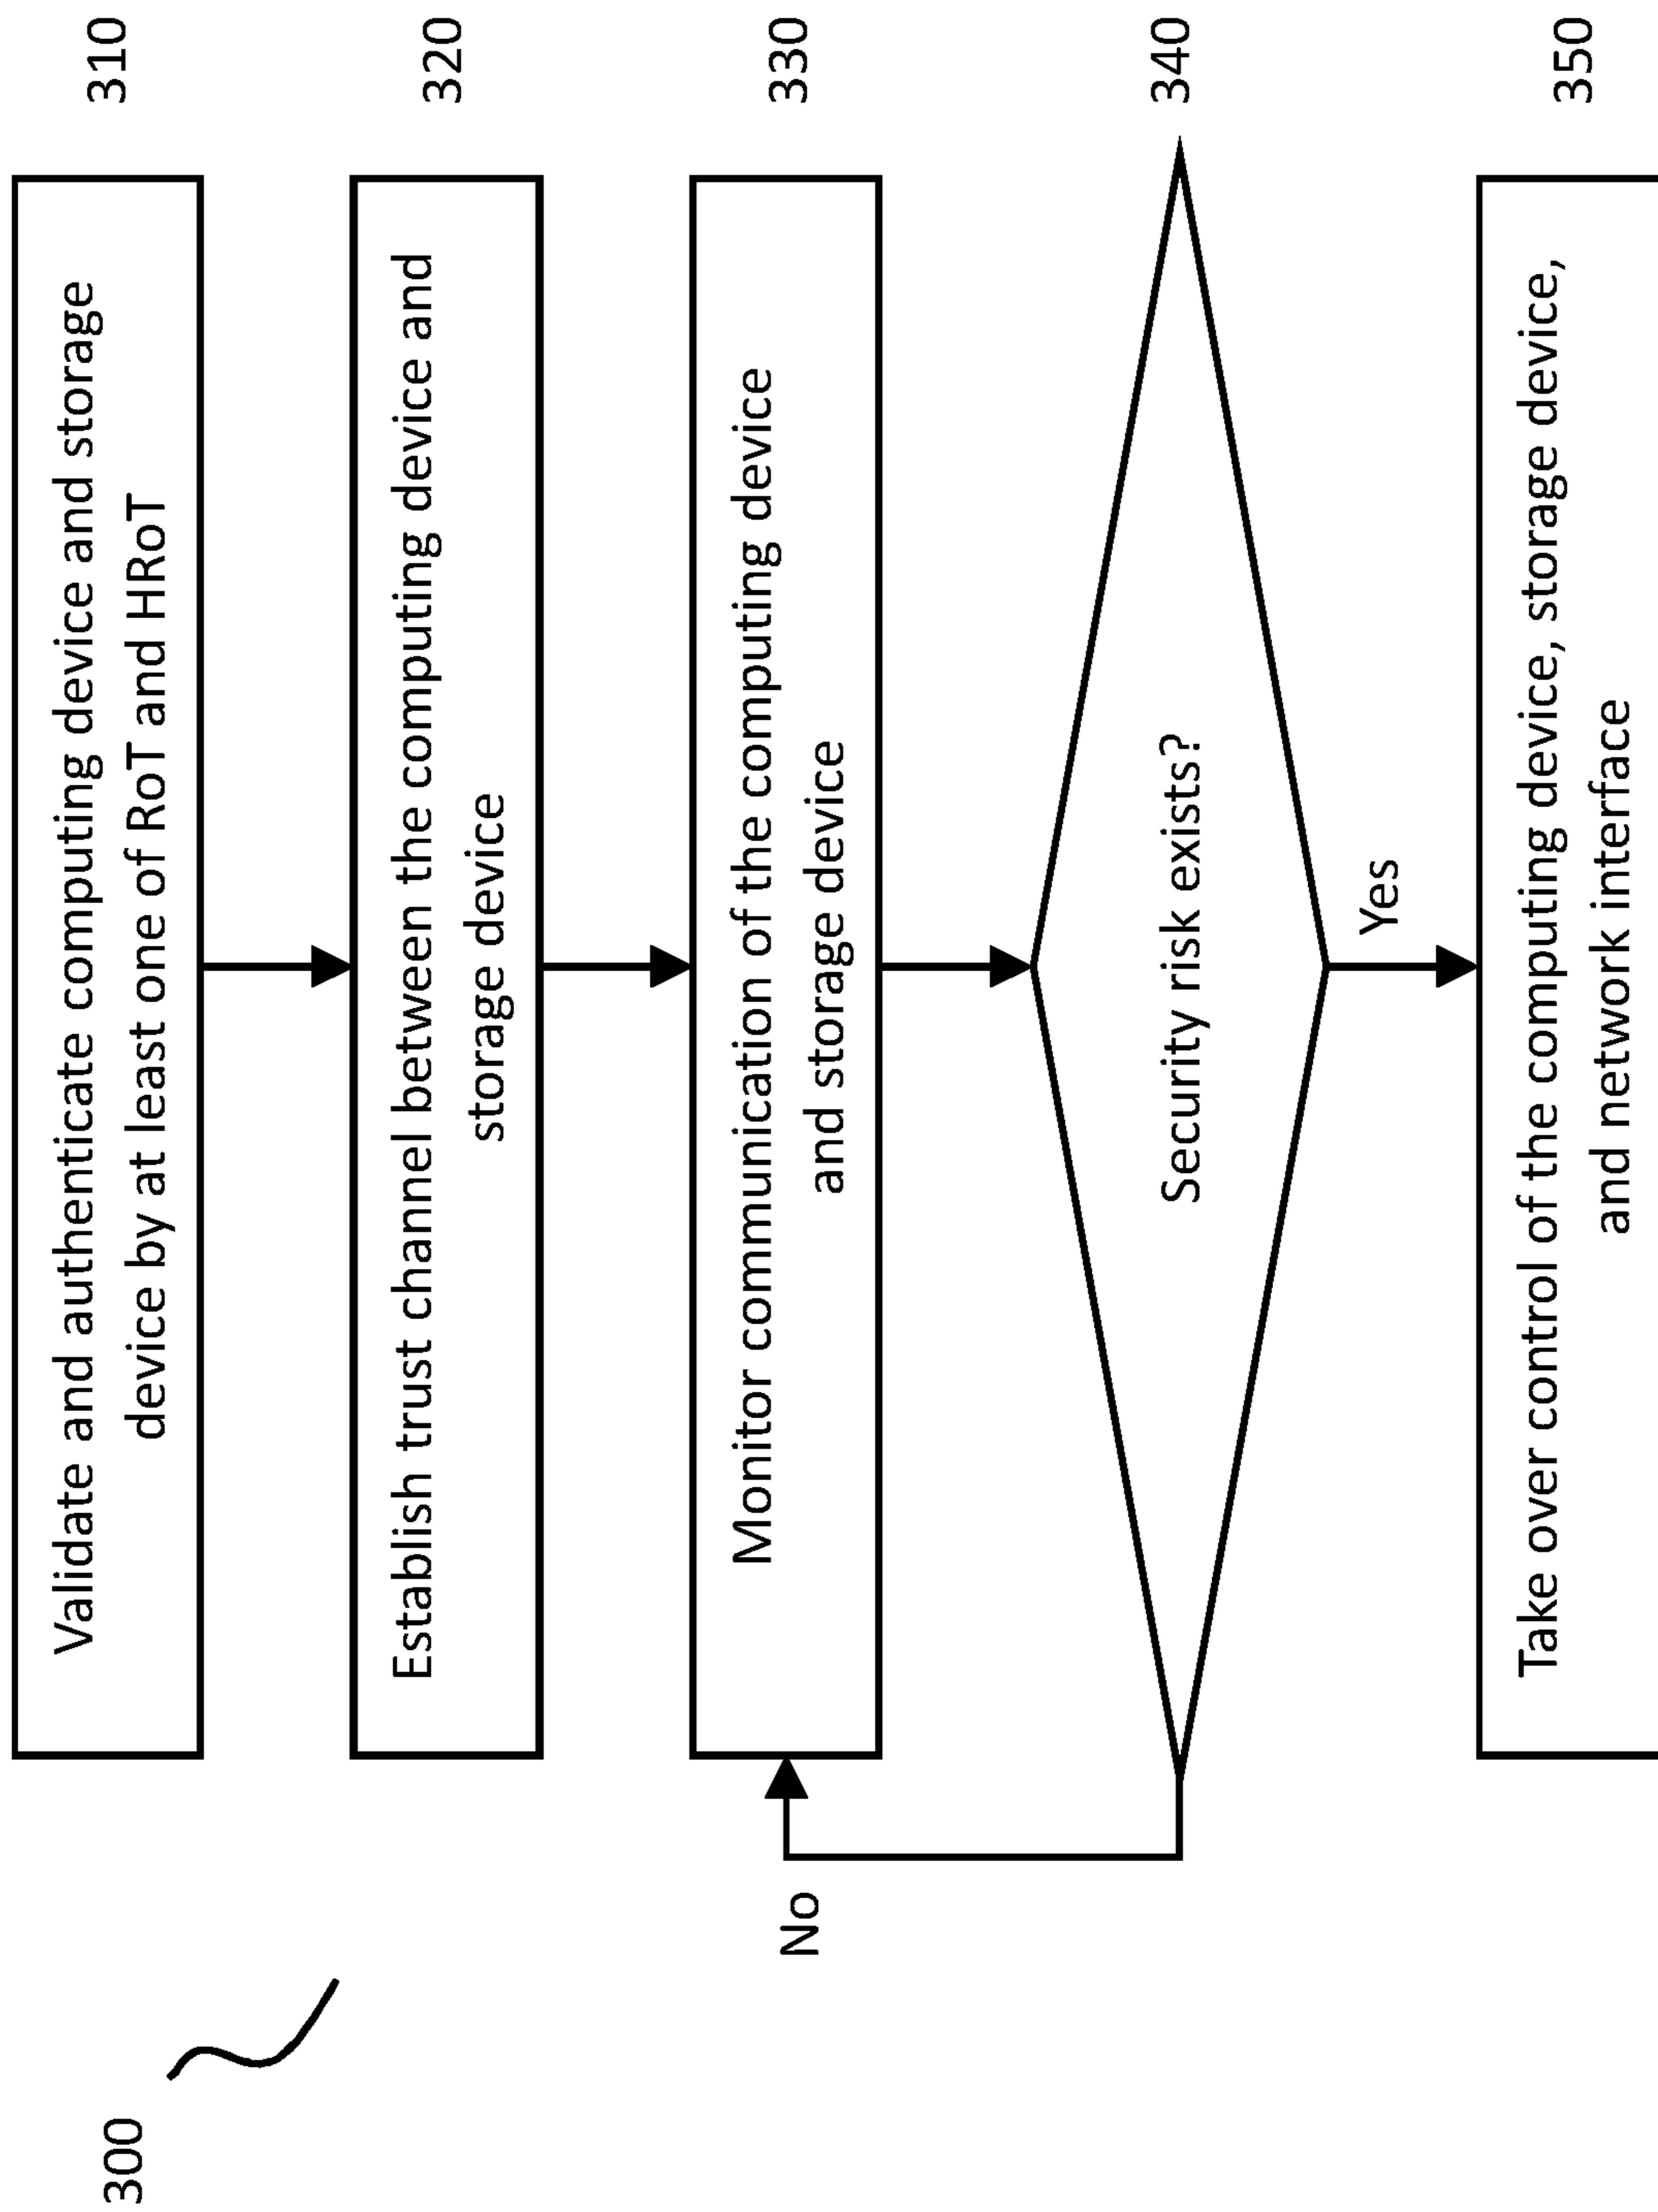 300
Validate and authenticate computing device and storage
device by at least one of RoT and HRoT
310
Establish trust channel between the computing device and
storage device
320
Monitor communication of the computing device
and storage device
330
No
Security risk exists?
340
Yes
Take over control of the computing device, storage device,
and network interface
350